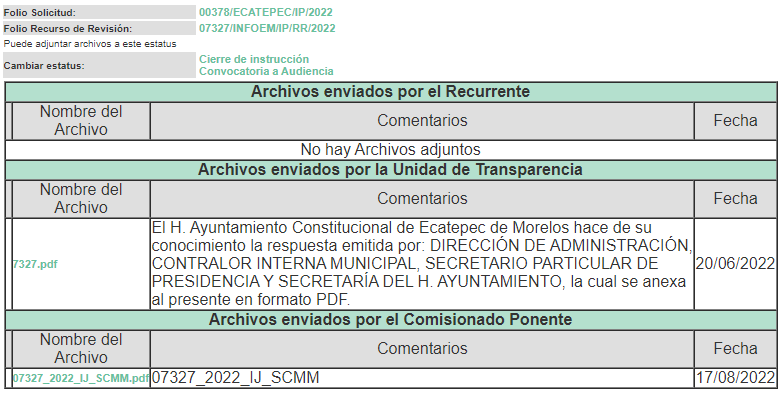 Folio Solicitud: 00378/ECATEPEC/IP/2022
Folio Recurso de Revisión: 07327/INFOEM/IP/RR/2022
Puede adjuntar archivos a este estatus
Cambiar estatus: Cierre de instrucción
Convocatoria a Audiencia
Archivos enviados por el Recurrente
Nombre del Archivo Comentarios Fecha
No hay Archivos adjuntos
Archivos enviados por la Unidad de Transparencia
Nombre del Archivo Comentarios Fecha
El H. Ayuntamiento Constitucional de Ecatepec de Morelos hace de su
conocimiento la respuesta emitida por: DIRECCIÓN DE ADMINISTRACIÓN,
7327.pdf CONTRALOR INTERNA MUNICIPAL, SECRETARIO PARTICULAR DE 20/06/2022
PRESIDENCIA Y SECRETARÍA DEL H. AYUNTAMIENTO, la cual se anexa
al presente en formato PDF.
Archivos enviados por el Comisionado Ponente
Nombre del Archivo Comentarios Fecha
07327_2022_IJ_SCMM.pdf 07327_2022_IJ_SCMM 17/08/2022